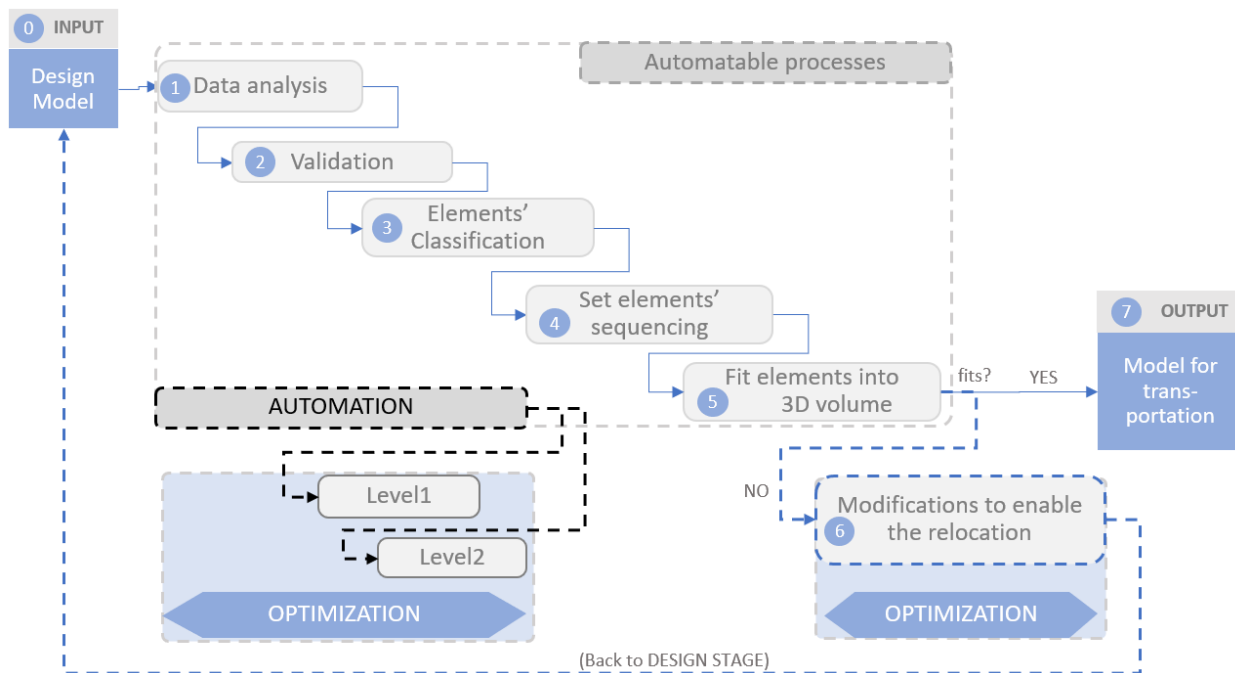 0 INPUT
Design
Model
Automatable processes
1 Data analysis
2 Validation
3 Elements’
Classification
4 Set elements’
sequencing
5 Fit elements into
3D volume
fits?
YES
7 OUTPUT
Model for
trans-
portation
AUTOMATION
Level1
Level2
OPTIMIZATION
NO
6 Modifications to enable
the relocation
OPTIMIZATION
(Back to DESIGN STAGE)